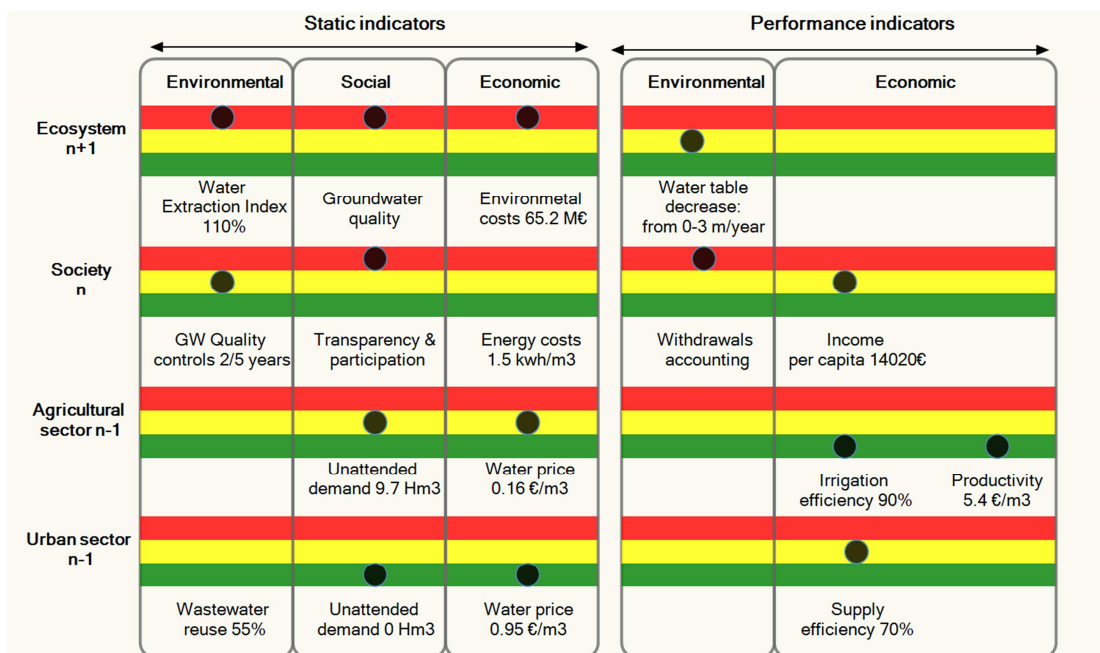 Static indicators
Performance indicators
Environmental
Social
Economic
Environmental
Economic
Ecosystem
n+1
Water
Extraction Index
110%
Groundwater
quality
Environmetal
costs 65.2 M€
Water table
decrease:
from 0-3 m/year
Society
n
GW Quality
controls 2/5 years
Transparency &
participation
Energy costs
1.5 kwh/m3
Withdrawals
accounting
Income
per capita 14020€
Agricultural
sector n-1
Unattended
demand 9.7 Hm3
Water price
0.16 €/m3
Irrigation
efficiency 90%
Productivity
5.4 €/m3
Urban sector
n-1
Wastewater
reuse 55%
Unattended
demand 0 Hm3
Water price
0.95 €/m3
Supply
efficiency 70%